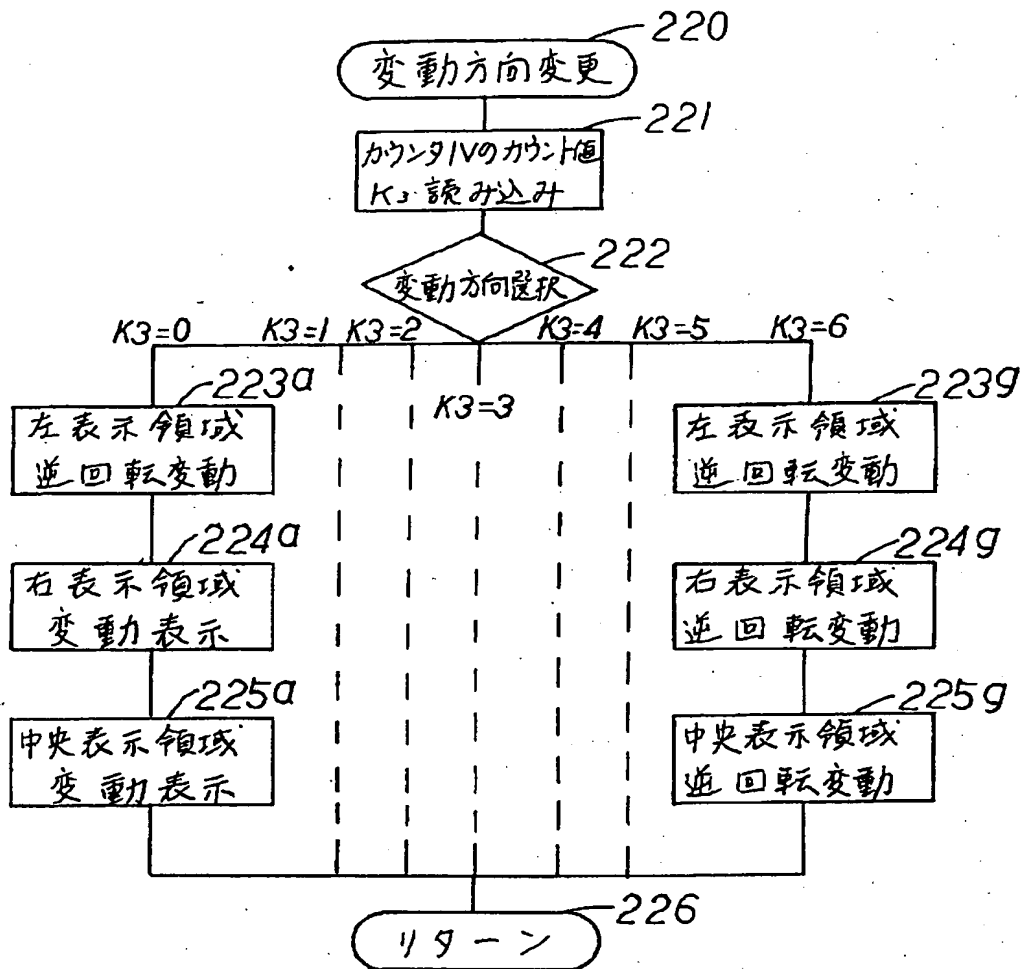 220
変動方向変更
221
カウンタIVのカウント値
K3読み込み
222
変動方向選択
K3=0
K3=1
K3=2
K3=3
K3=4
K3=5
K3=6
223a
左表示領域
逆回転変動
224a
右表示領域
変動表示
225a
中央表示領域
変動表示
223g
左表示領域
逆回転変動
224g
右表示領域
逆回転変動
225g
中央表示領域
逆回転変動
226
リターン